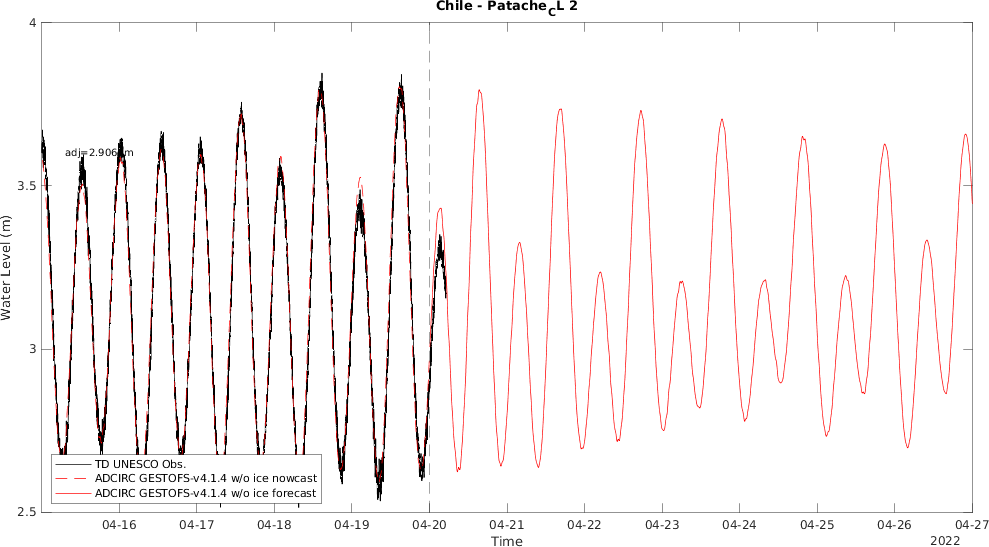 Chile - Patache_CL 2
4
3.5
3
2.5
Water Level (m)
adj=2.906 m
TD UNESCO Obs.
ADCIRC GESTOFS-v4.1.4 w/o ice nowcast
ADCIRC GESTOFS-v4.1.4 w/o ice forecast
04-16 04-17 04-18 04-19 04-20 04-21 04-22 04-23 04-24 04-25 04-26 04-27
Time
2022